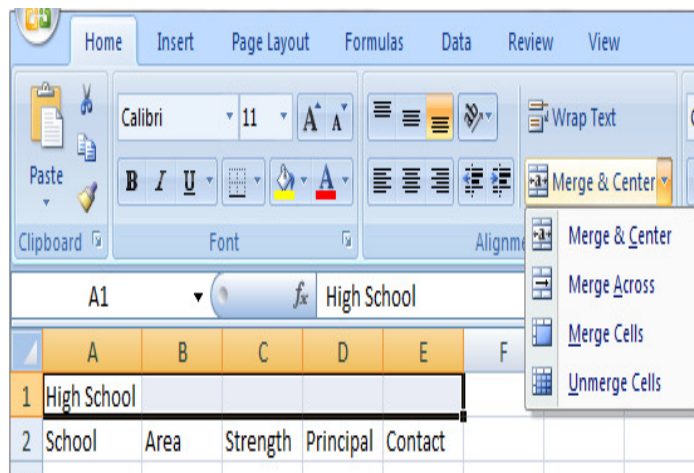 Home Insert Page Layout Formulas Data Review View
Calibri 11 A A Wrap Text
Paste B I U A Merge & Center
Clipboard Font Alignme
Merge & Center
Merge Across
Merge Cells
Unmerge Cells
A1 fx High School
A B C D E F
1 High School
2 School Area Strength Principal Contact